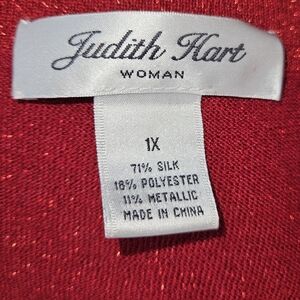 Judith Hart
WOMAN
1X
71% SILK
18% POLYESTER
11% METALLIC
MADE IN CHINA